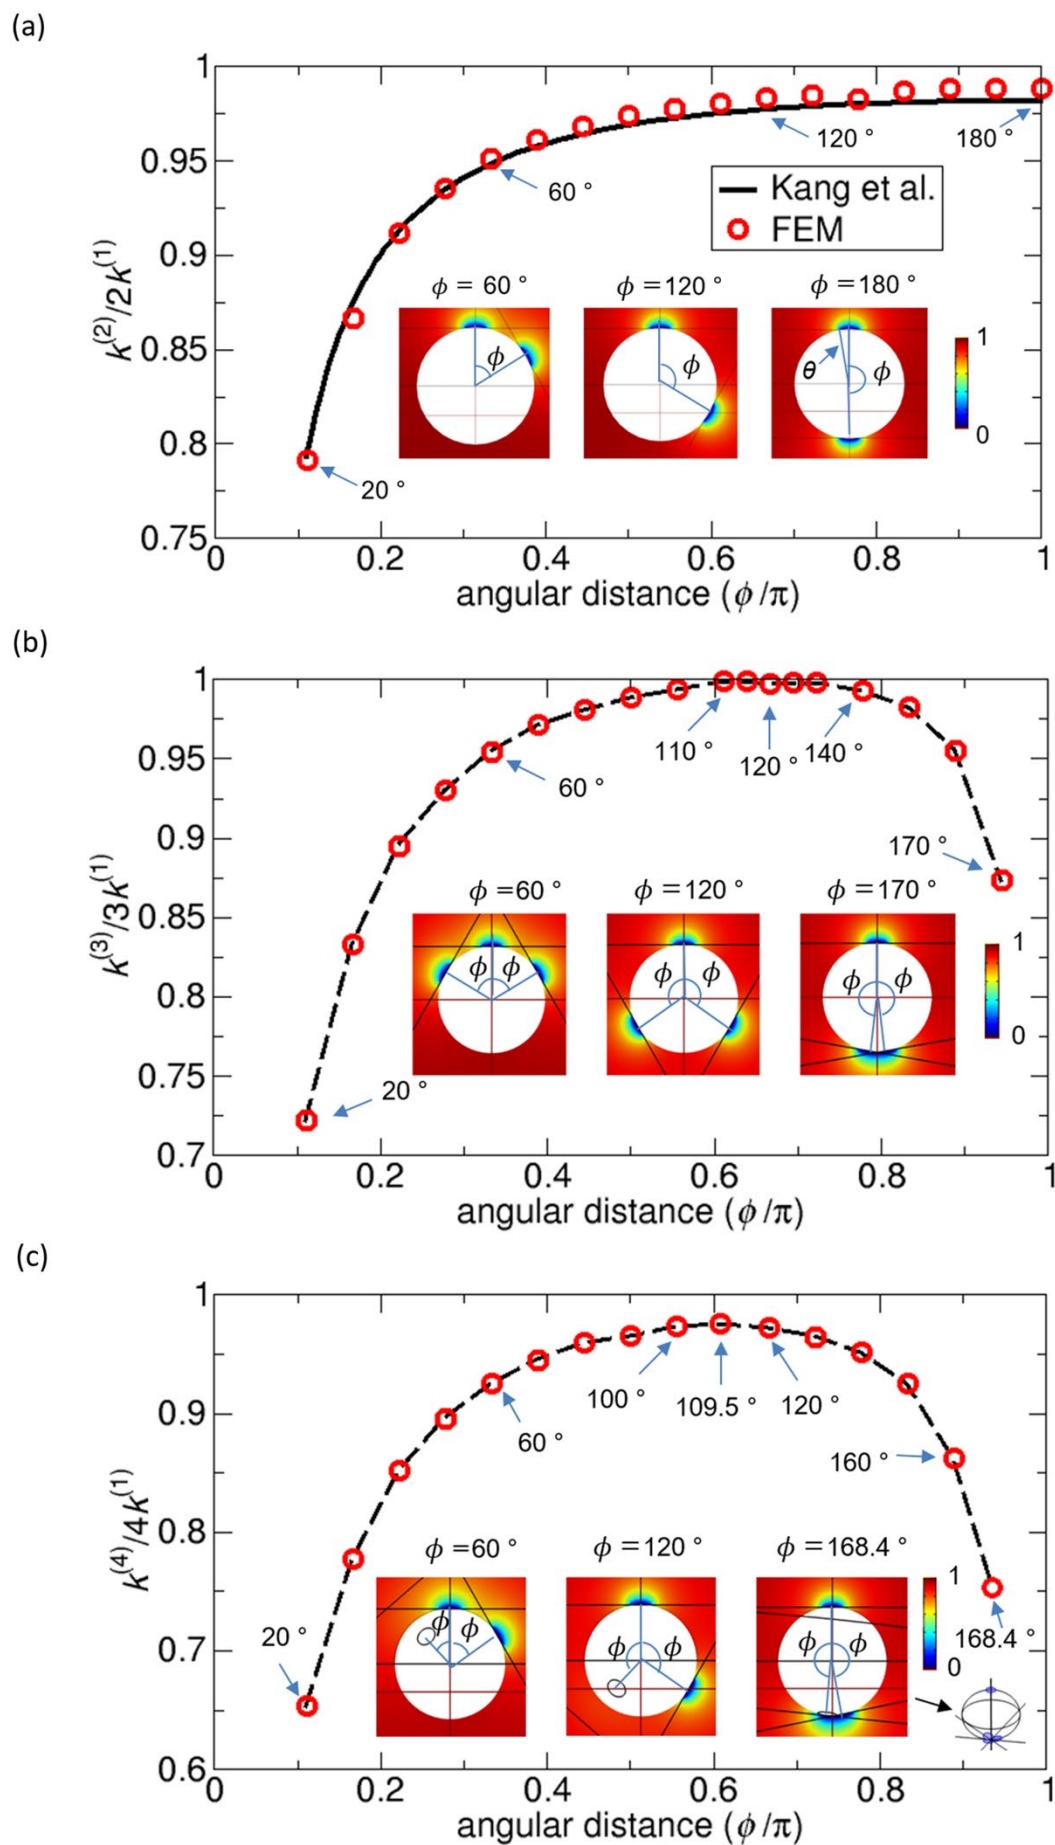 (a)
1
0.95
0.9
0.85
0.8
0.75
k(2)/2k(1)
120 °
180 °
60 °
20 °
Kang et al.
FEM
ϕ = 60 °
ϕ = 120 °
ϕ = 180 °
ϕ
ϕ
θ
ϕ
1
0
0
0.2
0.4
0.6
0.8
1
angular distance (ϕ/π)
(b)
1
0.95
0.9
0.85
0.8
0.75
0.7
k(3)/3k(1)
110 °
120 °
140 °
60 °
170 °
20 °
ϕ = 60 °
ϕ = 120 °
ϕ = 170 °
ϕ ϕ
ϕ ϕ
ϕ ϕ
1
0
0
0.2
0.4
0.6
0.8
1
angular distance (ϕ/π)
(c)
1
0.9
0.8
0.7
0.6
k(4)/4k(1)
100 °
109.5 °
120 °
60 °
160 °
20 °
168.4 °
ϕ = 60 °
ϕ = 120 °
ϕ = 168.4 °
ϕ ϕ
ϕ ϕ
ϕ ϕ
1
0
0
0.2
0.4
0.6
0.8
1
angular distance (ϕ/π)